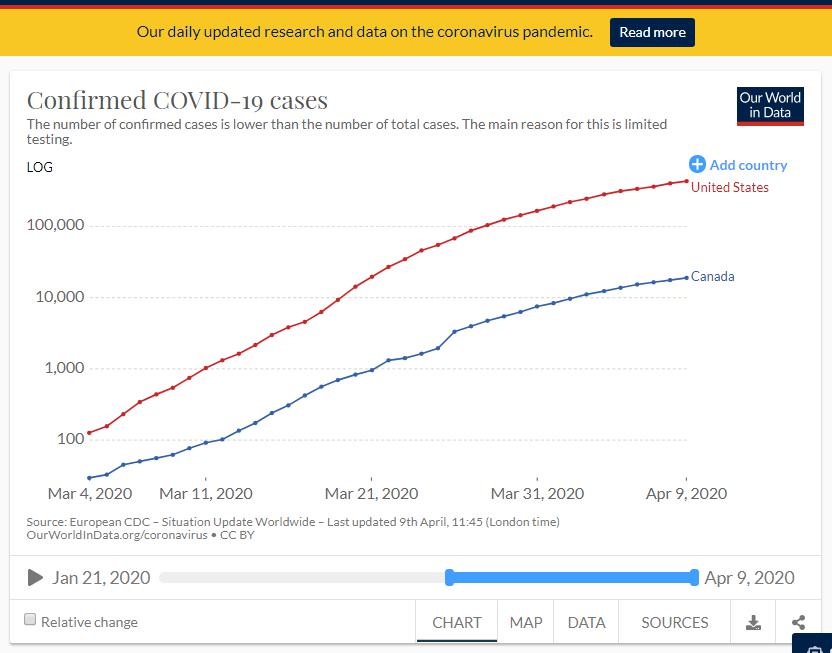 Our daily updated research and data on the coronavirus pandemic. Read more
Confirmed COVID-19 cases
Our World
in Data
The number of confirmed cases is lower than the number of total cases. The main reason for this is limited
testing.
LOG
Add country
United States
100,000
Canada
10,000
1,000
100
Mar 4, 2020 Mar 11, 2020 Mar 21, 2020 Mar 31, 2020 Apr 9, 2020
Source: European CDC – Situation Update Worldwide – Last updated 9th April, 11:45 (London time)
OurWorldInData.org/coronavirus • CC BY
Jan 21, 2020 Apr 9, 2020
Relative change CHART MAP DATA SOURCES